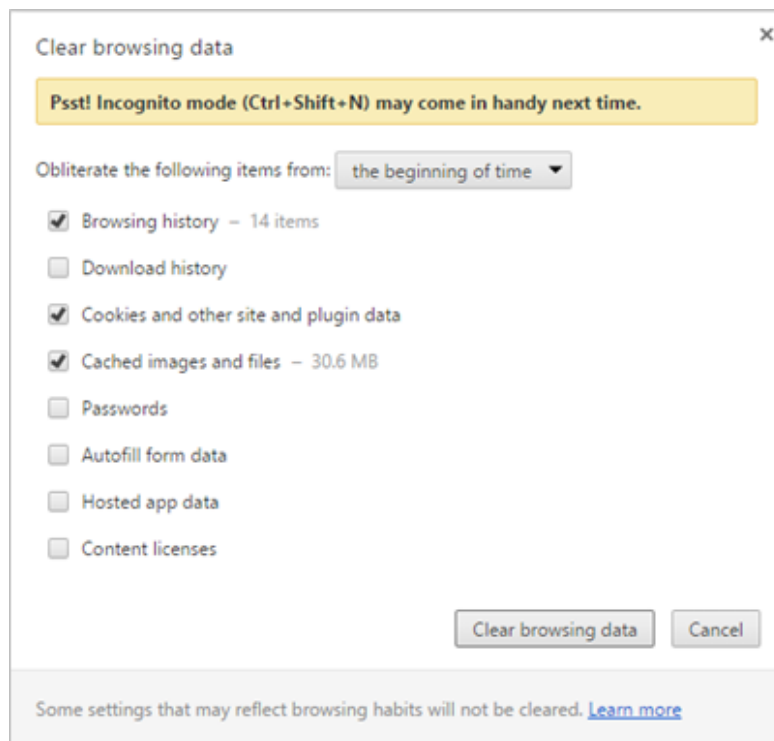 Clear browsing data
Psst! Incognito mode (Ctrl+Shift+N) may come in handy next time.
Obliterate the following items from: the beginning of time
Browsing history – 14 items
Download history
Cookies and other site and plugin data
Cached images and files – 30.6 MB
Passwords
Autofill form data
Hosted app data
Content licenses
Clear browsing data Cancel
Some settings that may reflect browsing habits will not be cleared. Learn more